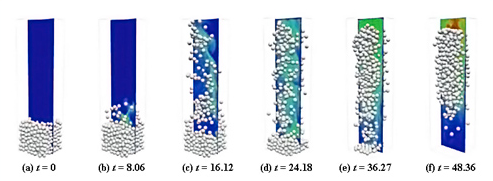 (a) t = 0 (b) t = 8.06 (c) t = 16.12 (d) t = 24.18 (e) t = 36.27 (f) t = 48.36